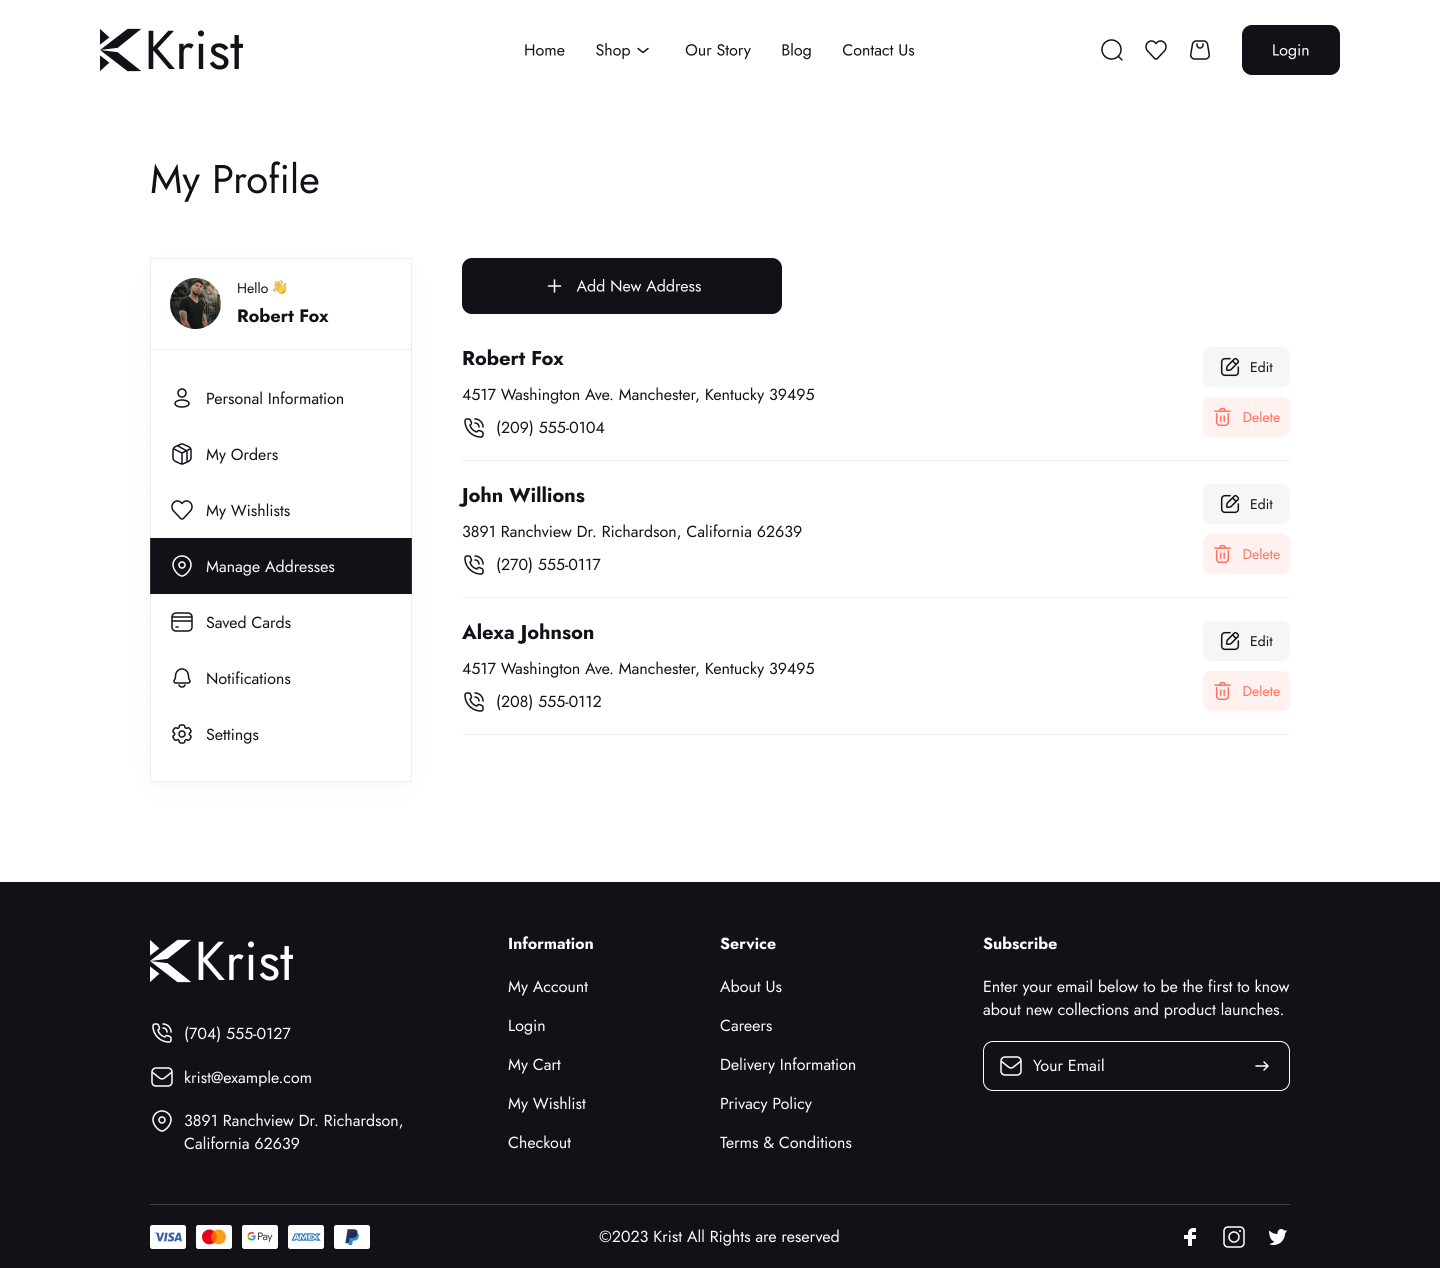 Krist
Home
Shop
Our Story
Blog
Contact Us
Login
My Profile
Hello 👋
Robert Fox
Personal Information
My Orders
My Wishlists
Manage Addresses
Saved Cards
Notifications
Settings
Add New Address
Robert Fox
4517 Washington Ave. Manchester, Kentucky 39495
(209) 555-0104
Edit
Delete
John Willions
3891 Ranchview Dr. Richardson, California 62639
(270) 555-0117
Edit
Delete
Alexa Johnson
4517 Washington Ave. Manchester, Kentucky 39495
(208) 555-0112
Edit
Delete
Krist
(704) 555-0127
krist@example.com
3891 Ranchview Dr. Richardson,
California 62639
Information
My Account
Login
My Cart
My Wishlist
Checkout
Service
About Us
Careers
Delivery Information
Privacy Policy
Terms & Conditions
Subscribe
Enter your email below to be the first to know
about new collections and product launches.
Your Email
VISA
G Pay
AMEX
©2023 Krist All Rights are reserved